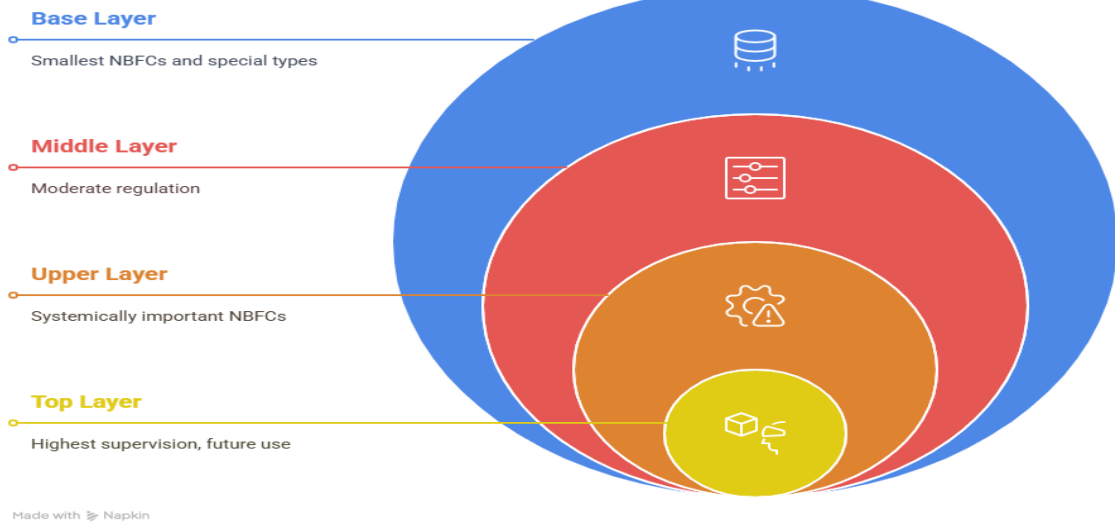 Base Layer
Smallest NBFCs and special types
Middle Layer
Moderate regulation
Upper Layer
Systemically important NBFCs
Top Layer
Highest supervision, future use
Made with Napkin